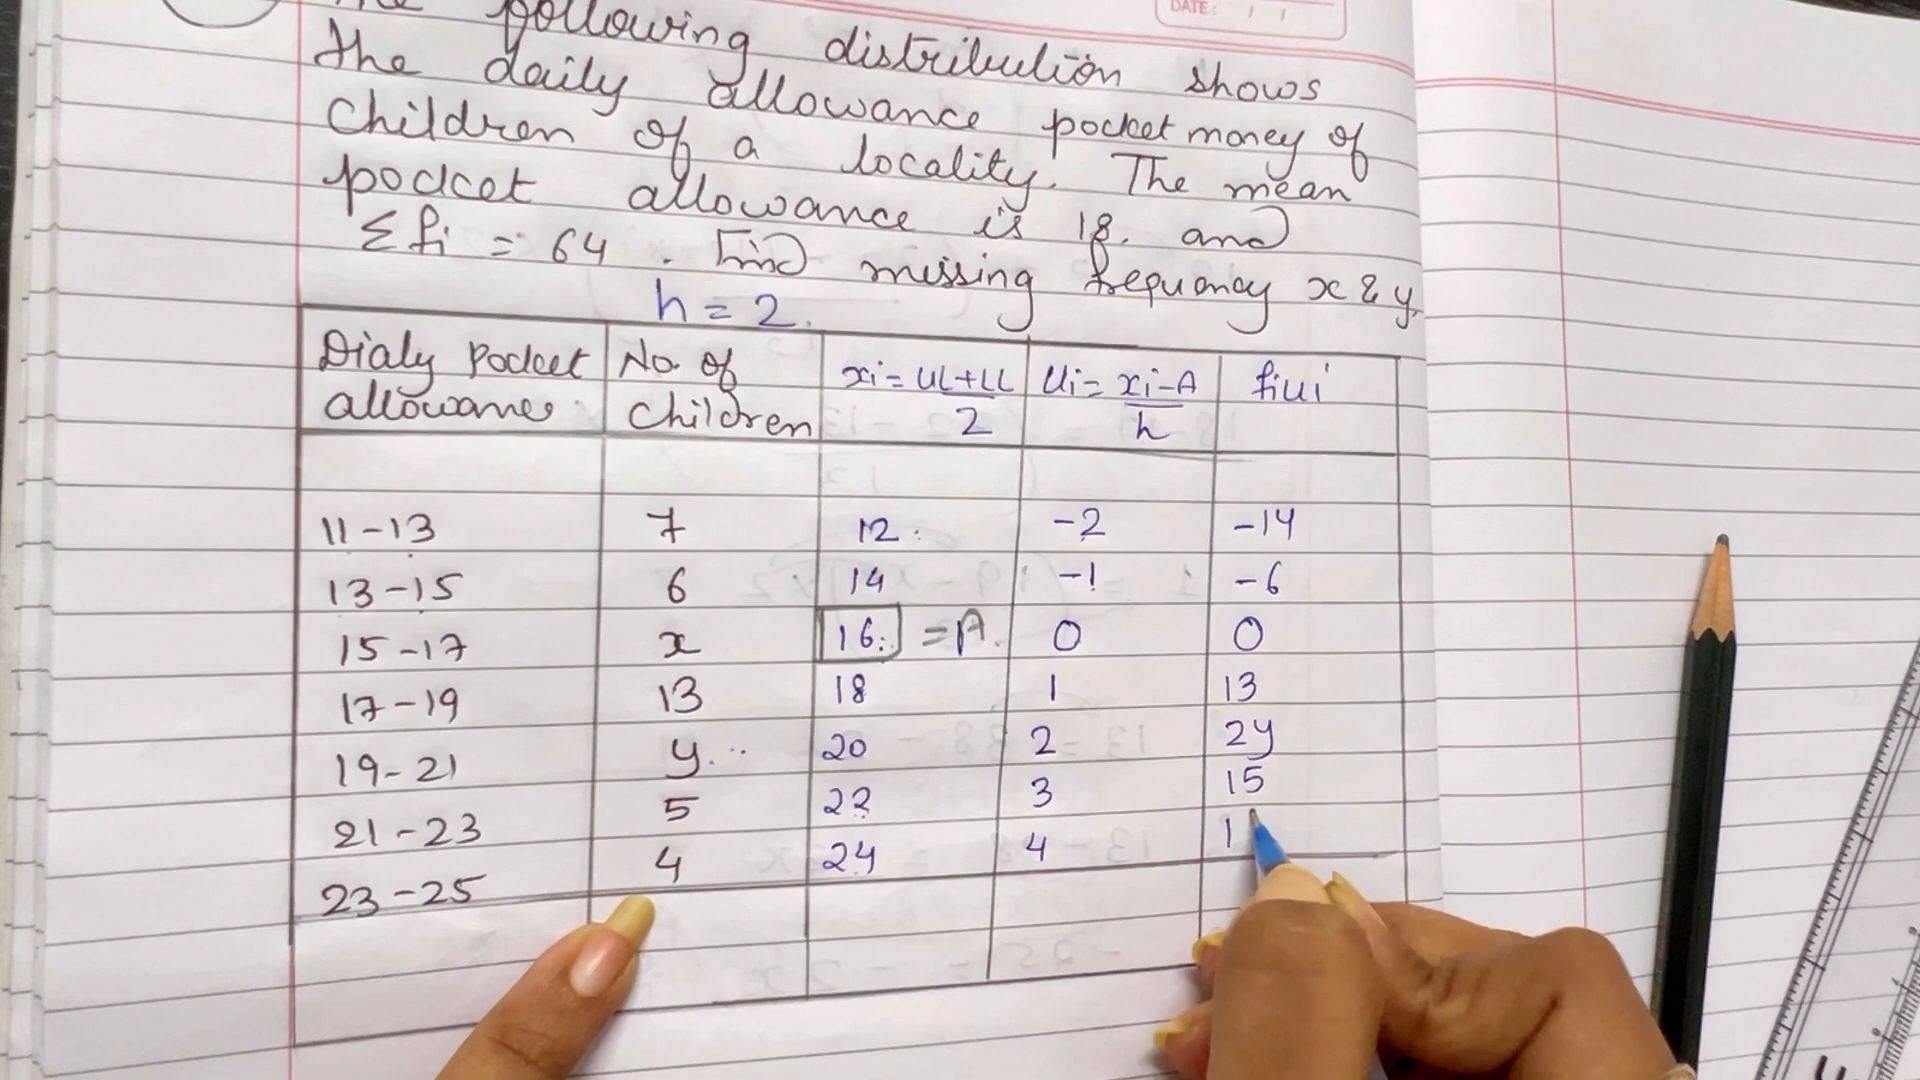 DATE: / /
following distribution shows
the daily allowance pocket money of
children of a locality. The mean
pocket allowance is 18. and
Σfi = 64. Find missing frequency x & y.
h = 2.
Dialy Pocket allowance No. of Children xi = UL+LL/2 Ui = xi-A/h fiui
11-13 7 12 -2 -14
13-15 6 14 -1 -6
15-17 x 16 = A. 0 0
17-19 13 18 1 13
19-21 y 20 2 2y
21-23 5 22 3 15
23-25 4 24 4 1